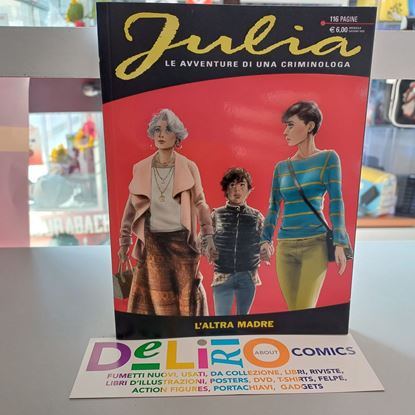 116 PAGINE
€ 6,00
Julia
LE AVVENTURE DI UNA CRIMINOLOGA
L'ALTRA MADRE
DeLiRiO ABOUT COMICS
FUMETTI NUOVI, USATI, DA COLLEZIONE, LIBRI, RIVISTE,
LIBRI D'ILLUSTRAZIONI, POSTERS, DVD, T-SHIRTS, FELPE,
ACTION FIGURES, PORTACHIAVI, GADGETS